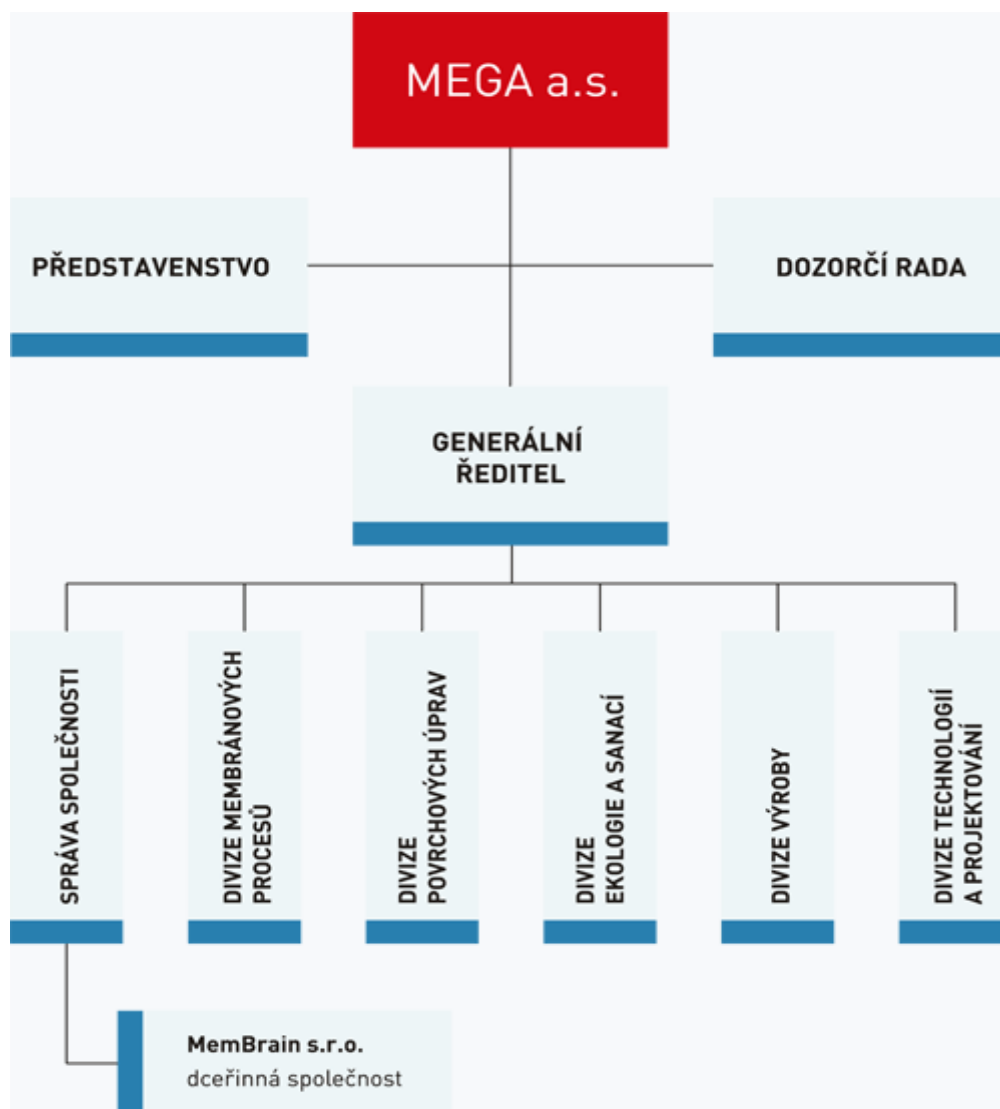 MEGA a.s.
PŘEDSTAVENSTVO
DOZORČÍ RADA
GENERÁLNÍ
ŘEDITEL
SPRÁVA SPOLEČNOSTI
DIVIZE MEMBRÁNOVÝCH
PROCESŮ
DIVIZE
POVRCHOVÝCH ÚPRAV
DIVIZE
EKOLOGIE A SANACÍ
DIVIZE VÝROBY
DIVIZE TECHNOLOGIÍ
A PROJEKTOVÁNÍ
MemBrain s.r.o.
dceřinná společnost